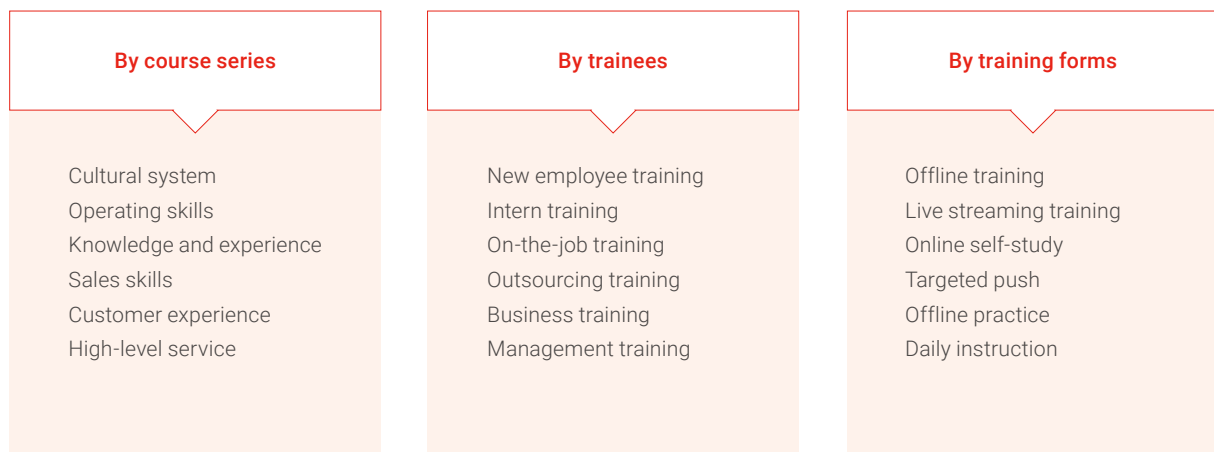 By course series
Cultural system
Operating skills
Knowledge and experience
Sales skills
Customer experience
High-level service
By trainees
New employee training
Intern training
On-the-job training
Outsourcing training
Business training
Management training
By training forms
Offline training
Live streaming training
Online self-study
Targeted push
Offline practice
Daily instruction